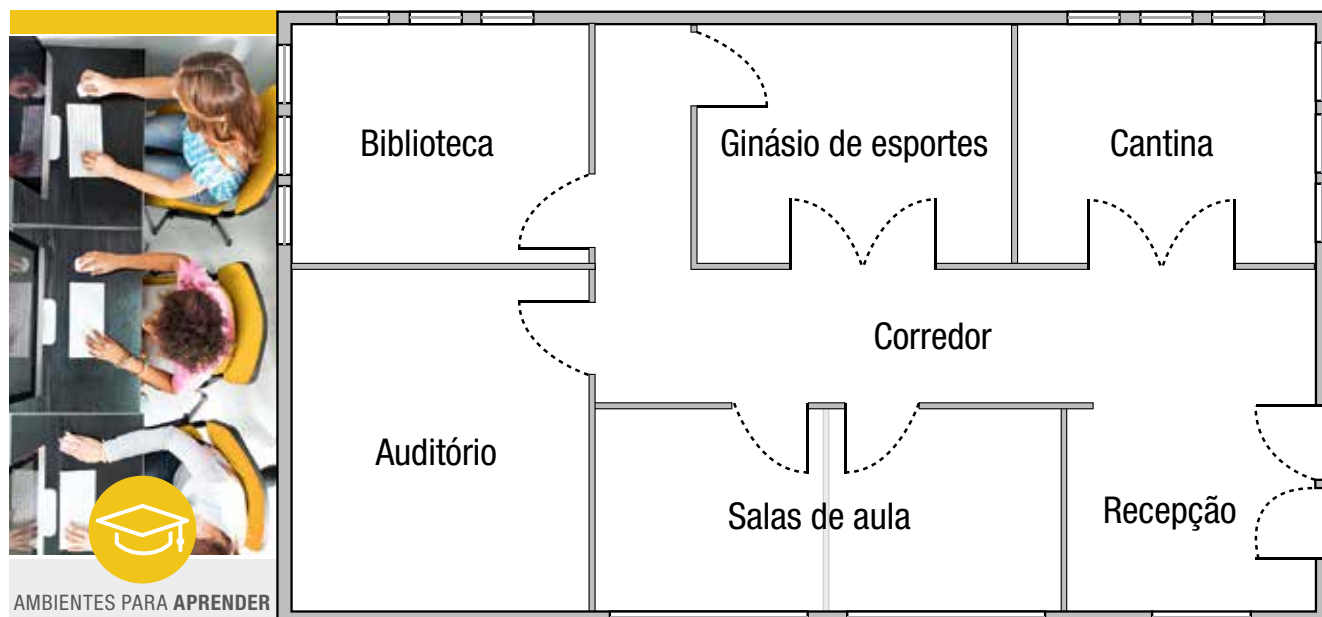 Biblioteca
Ginásio de esportes
Cantina
Corredor
Auditório
Salas de aula
Recepção
AMBIENTES PARA APRENDER